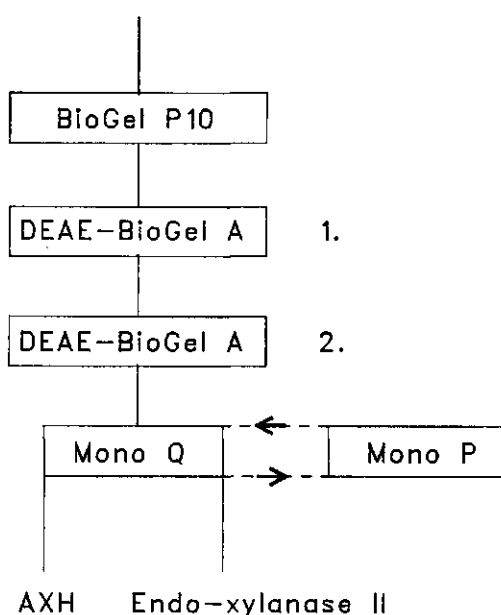 BioGel P10
DEAE-BioGel A 1.
DEAE-BioGel A 2.
Mono Q Mono P
AXH Endo-xylanase II